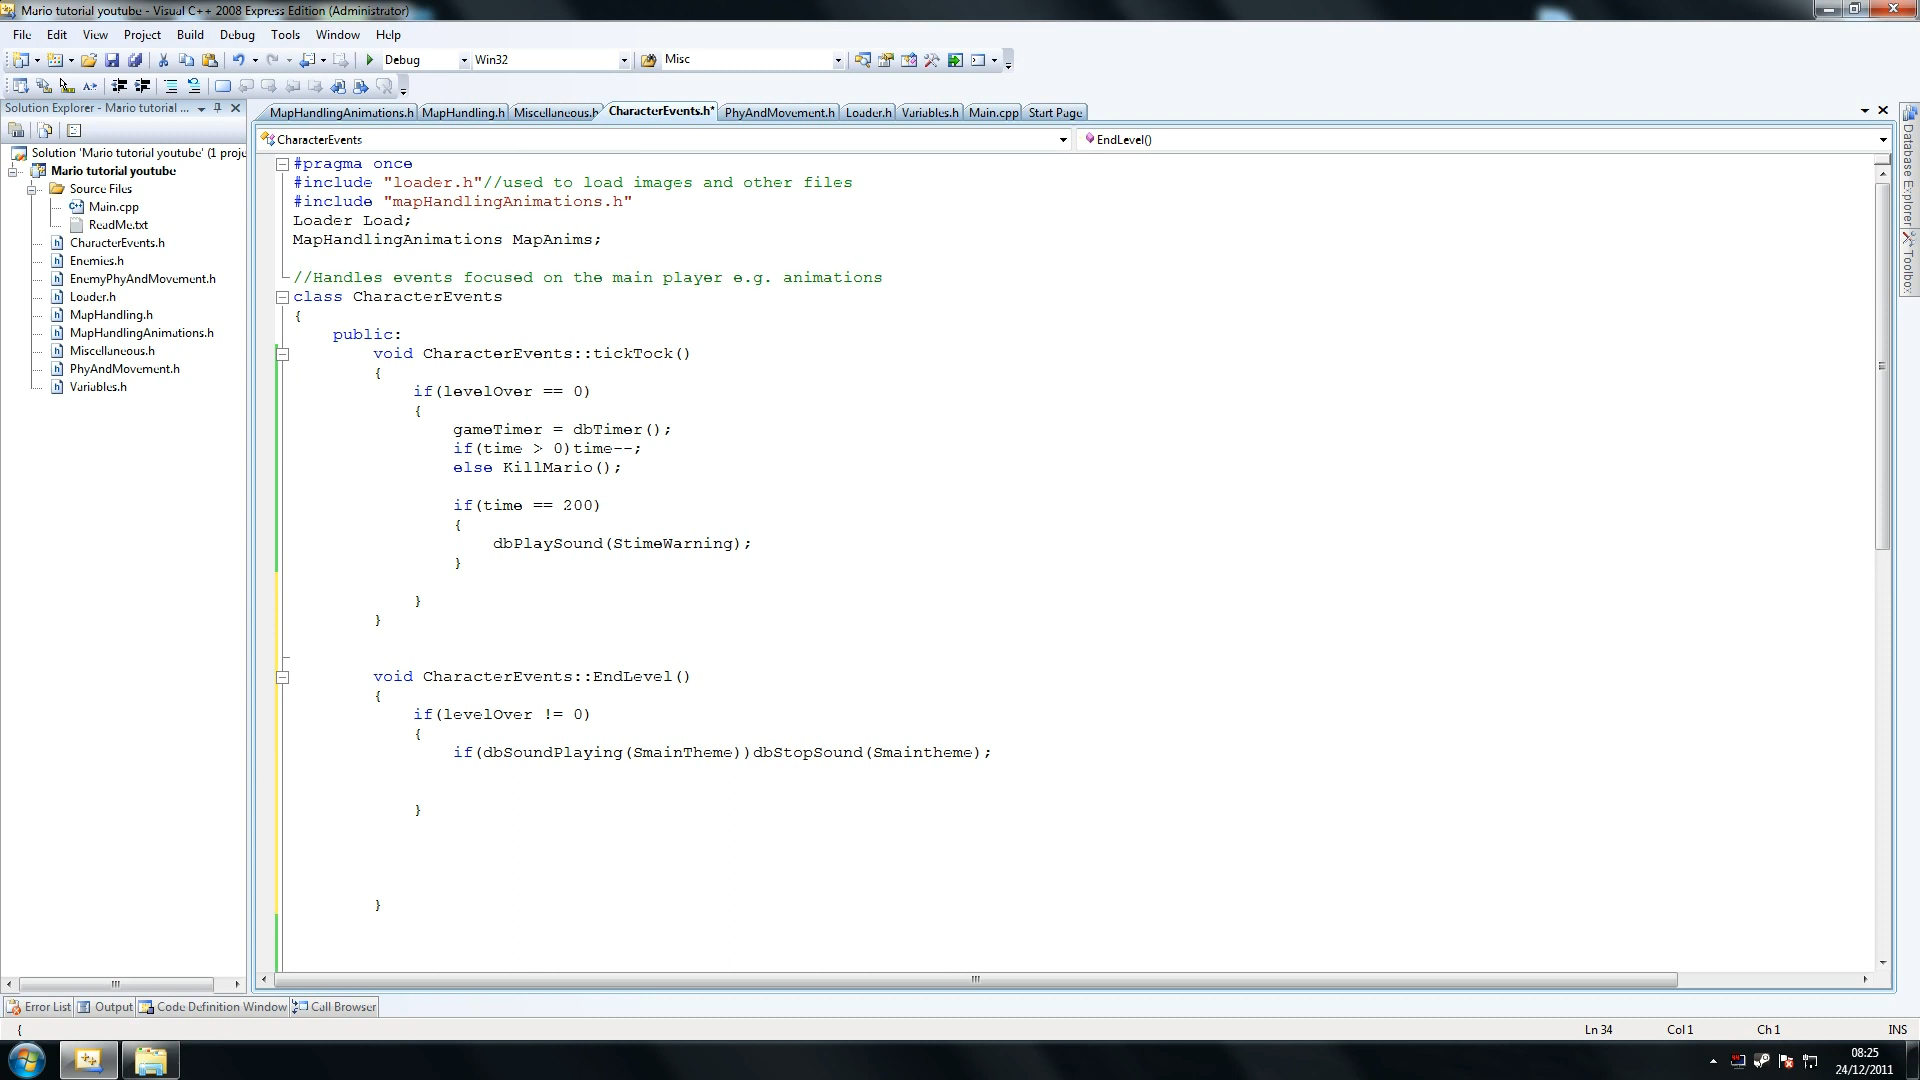 Mario tutorial youtube - Visual C++ 2008 Express Edition (Administrator)
File Edit View Project Build Debug Tools Window Help
Debug Win32 Misc
Solution Explorer - Mario tutorial ...
MapHandlingAnimations.h MapHandling.h Miscellaneous.h CharacterEvents.h* PhyAndMovement.h Loader.h Variables.h Main.cpp Start Page
CharacterEvents EndLevel()
Solution 'Mario tutorial youtube' (1 proje
Mario tutorial youtube
Source Files
Main.cpp
ReadMe.txt
CharacterEvents.h
Enemies.h
EnemyPhyAndMovement.h
Loader.h
MapHandling.h
MapHandlingAnimations.h
Miscellaneous.h
PhyAndMovement.h
Variables.h
#pragma once
#include "loader.h"//used to load images and other files
#include "mapHandlingAnimations.h"
Loader Load;
MapHandlingAnimations MapAnims;
//Handles events focused on the main player e.g. animations
class CharacterEvents
{
public:
void CharacterEvents::tickTock()
{
if(levelOver == 0)
{
gameTimer = dbTimer();
if(time > 0)time--;
else KillMario();
if(time == 200)
{
dbPlaySound(StimeWarning);
}
}
}
void CharacterEvents::EndLevel()
{
if(levelOver != 0)
{
if(dbSoundPlaying(SmainTheme))dbStopSound(Smaintheme);
}
}
Database Explorer
Toolbox
Error List Output Code Definition Window Call Browser
{ Ln 34 Col 1 Ch 1 INS
08:25
24/12/2011